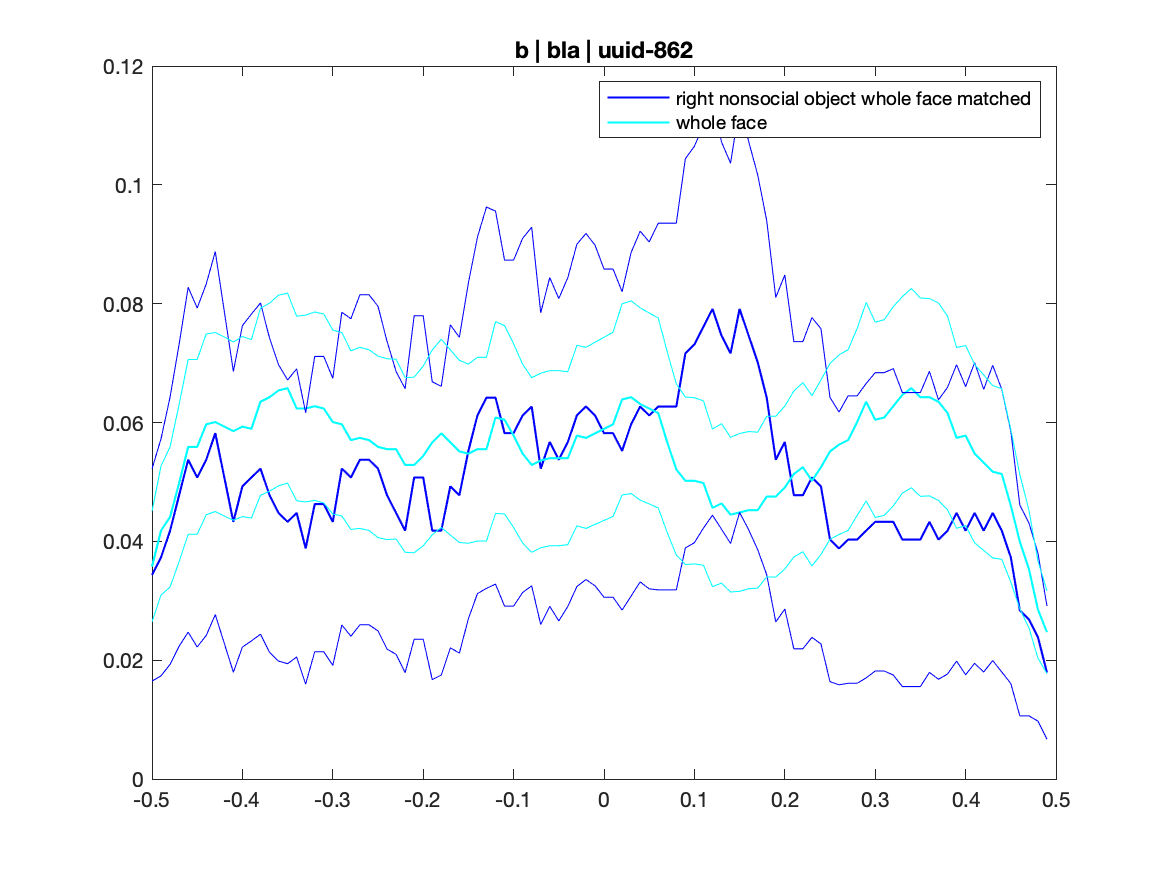 b | bla | uuid-862
right nonsocial object whole face matched
whole face
0.12
0.1
0.08
0.06
0.04
0.02
0
-0.5 -0.4 -0.3 -0.2 -0.1 0 0.1 0.2 0.3 0.4 0.5